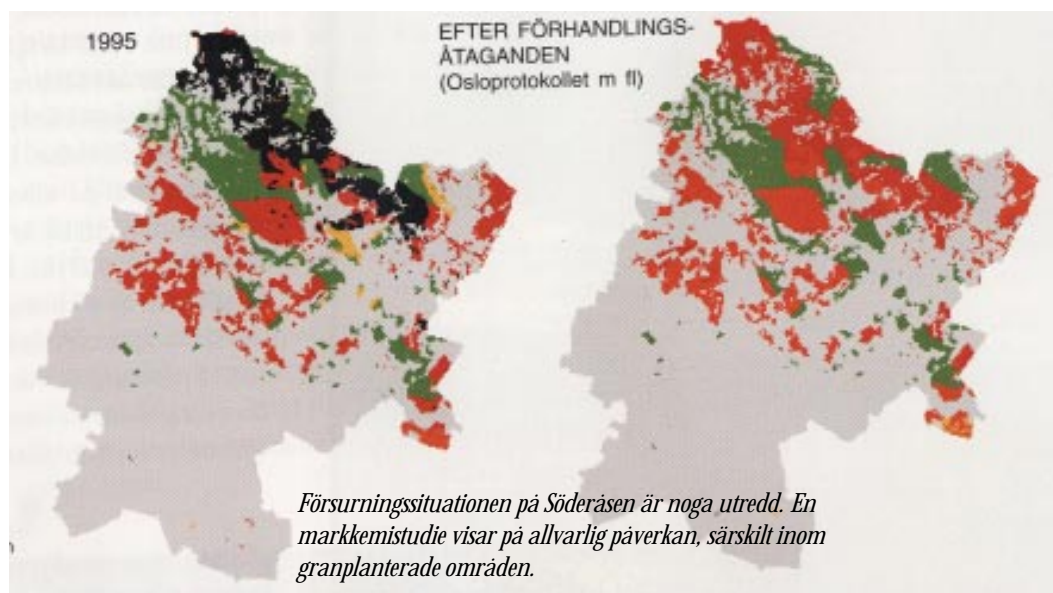 1995
EFTER FÖRHANDLINGS-
ÅTAGANDEN
(Osloprotokollet m fl)
Försurningssituationen på Söderåsen är noga utredd. En
markkemistudie visar på allvarlig påverkan, särskilt inom
granplanterade områden.